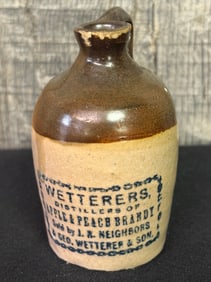 WETTERERS,
DISTILLERS OF
APPLE & PEACH BRANDY
Sold by J. R. NEIGHBORS
& GEO. WETTERER & SON.